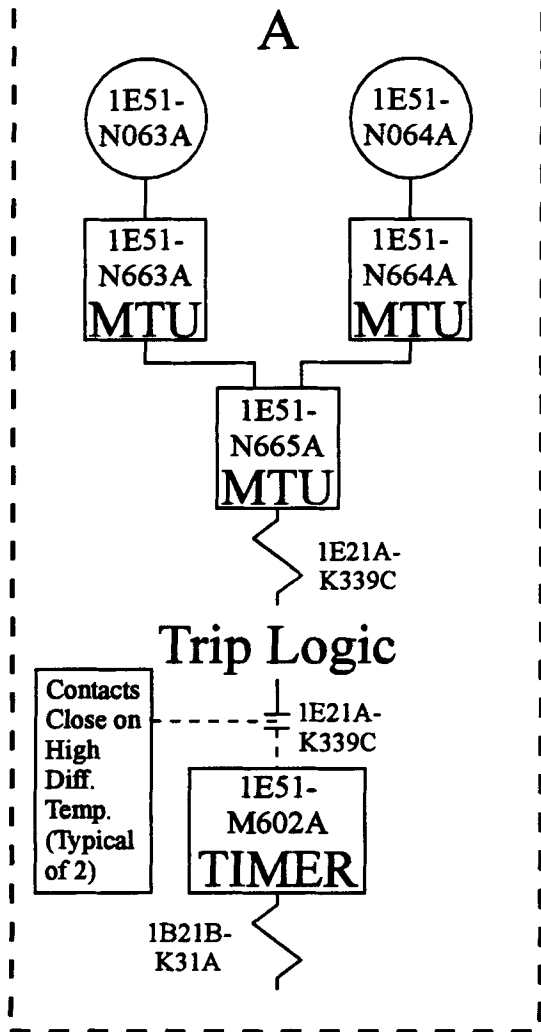 A
1E51-
N063A
1E51-
N064A
1E51-
N663A
MTU
1E51-
N664A
MTU
1E51-
N665A
MTU
1E21A-
K339C
Trip Logic
Contacts
Close on
High
Diff.
Temp.
(Typical
of 2)
1E21A-
K339C
1E51-
M602A
TIMER
1B21B-
K31A